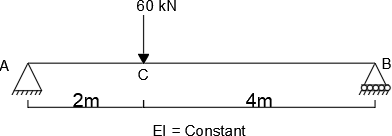 60 kN
A
B
C
2m
4m
EI = Constant